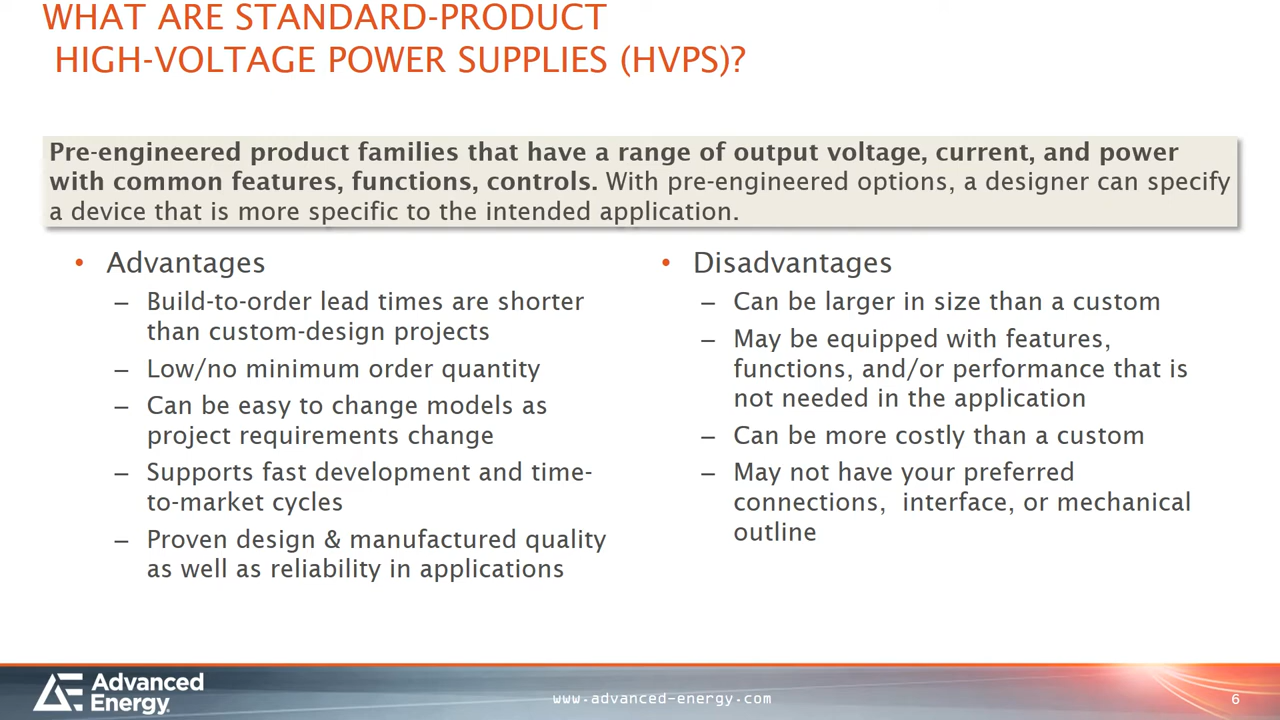 WHAT ARE STANDARD-PRODUCT
HIGH-VOLTAGE POWER SUPPLIES (HVPS)?
Pre-engineered product families that have a range of output voltage, current, and power
with common features, functions, controls. With pre-engineered options, a designer can specify
a device that is more specific to the intended application.
• Advantages
– Build-to-order lead times are shorter
than custom-design projects
– Low/no minimum order quantity
– Can be easy to change models as
project requirements change
– Supports fast development and time-
to-market cycles
– Proven design & manufactured quality
as well as reliability in applications
• Disadvantages
– Can be larger in size than a custom
– May be equipped with features,
functions, and/or performance that is
not needed in the application
– Can be more costly than a custom
– May not have your preferred
connections, interface, or mechanical
outline
Advanced
Energy
www.advanced-energy.com
6